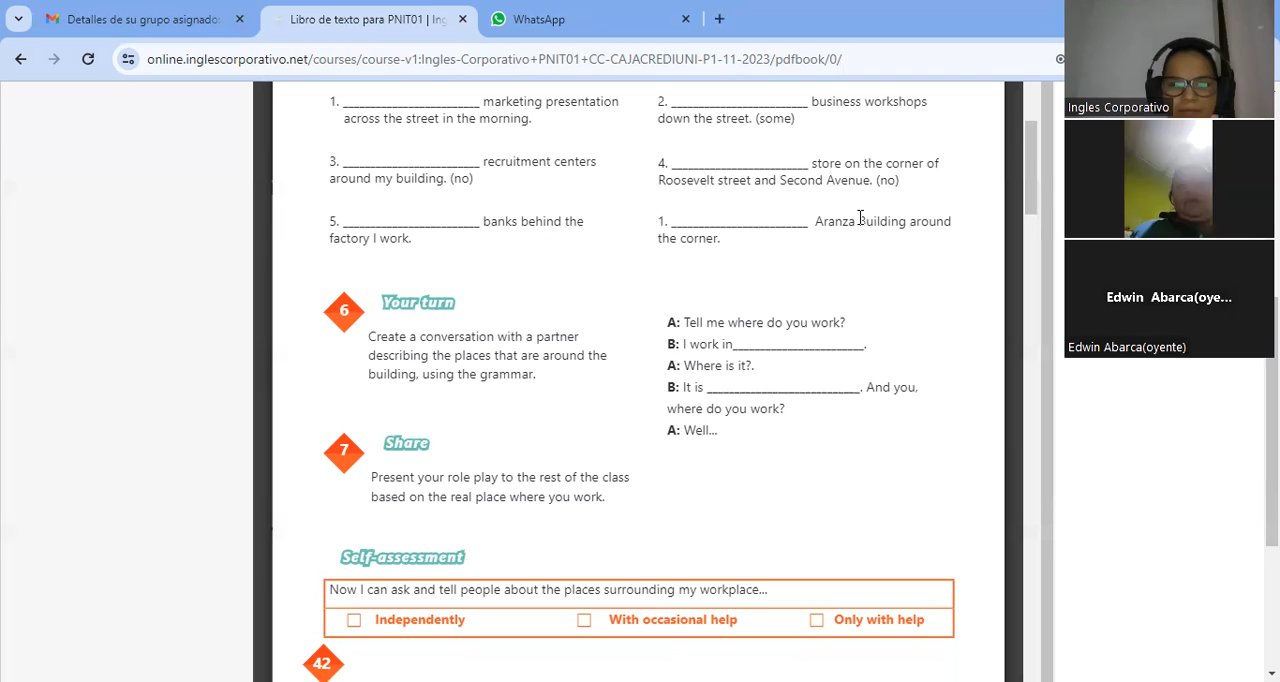 Detalles de su grupo asignado
Libro de texto para PNIT01 | Ing
WhatsApp
online.inglescorporativo.net/courses/course-v1:Ingles-Corporativo+PNIT01+CC-CAJACREDIUNI-P1-11-2023/pdfbook/0/
1. ________________________ marketing presentation
across the street in the morning.
2. ________________________ business workshops
down the street. (some)
3. ________________________ recruitment centers
around my building. (no)
4. ________________________ store on the corner of
Roosevelt street and Second Avenue. (no)
5. ________________________ banks behind the
factory I work.
1. ________________________ Aranza Building around
the corner.
6
Your turn
Create a conversation with a partner
describing the places that are around the
building, using the grammar.
A: Tell me where do you work?
B: I work in_______________________.
A: Where is it?.
B: It is ___________________________. And you,
where do you work?
A: Well...
7
Share
Present your role play to the rest of the class
based on the real place where you work.
Self-assessment
Now I can ask and tell people about the places surrounding my workplace...
Independently
With occasional help
Only with help
42
Ingles Corporativo
Edwin Abarca(oye...
Edwin Abarca(oyente)